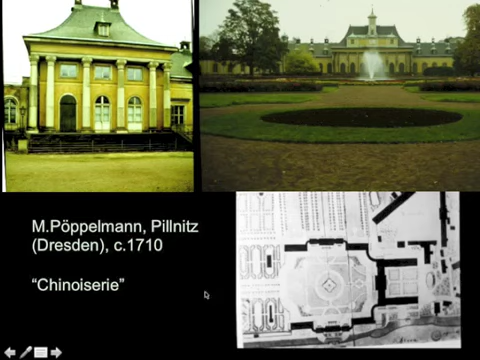 M.Pöppelmann, Pillnitz
(Dresden), c.1710
“Chinoiserie”